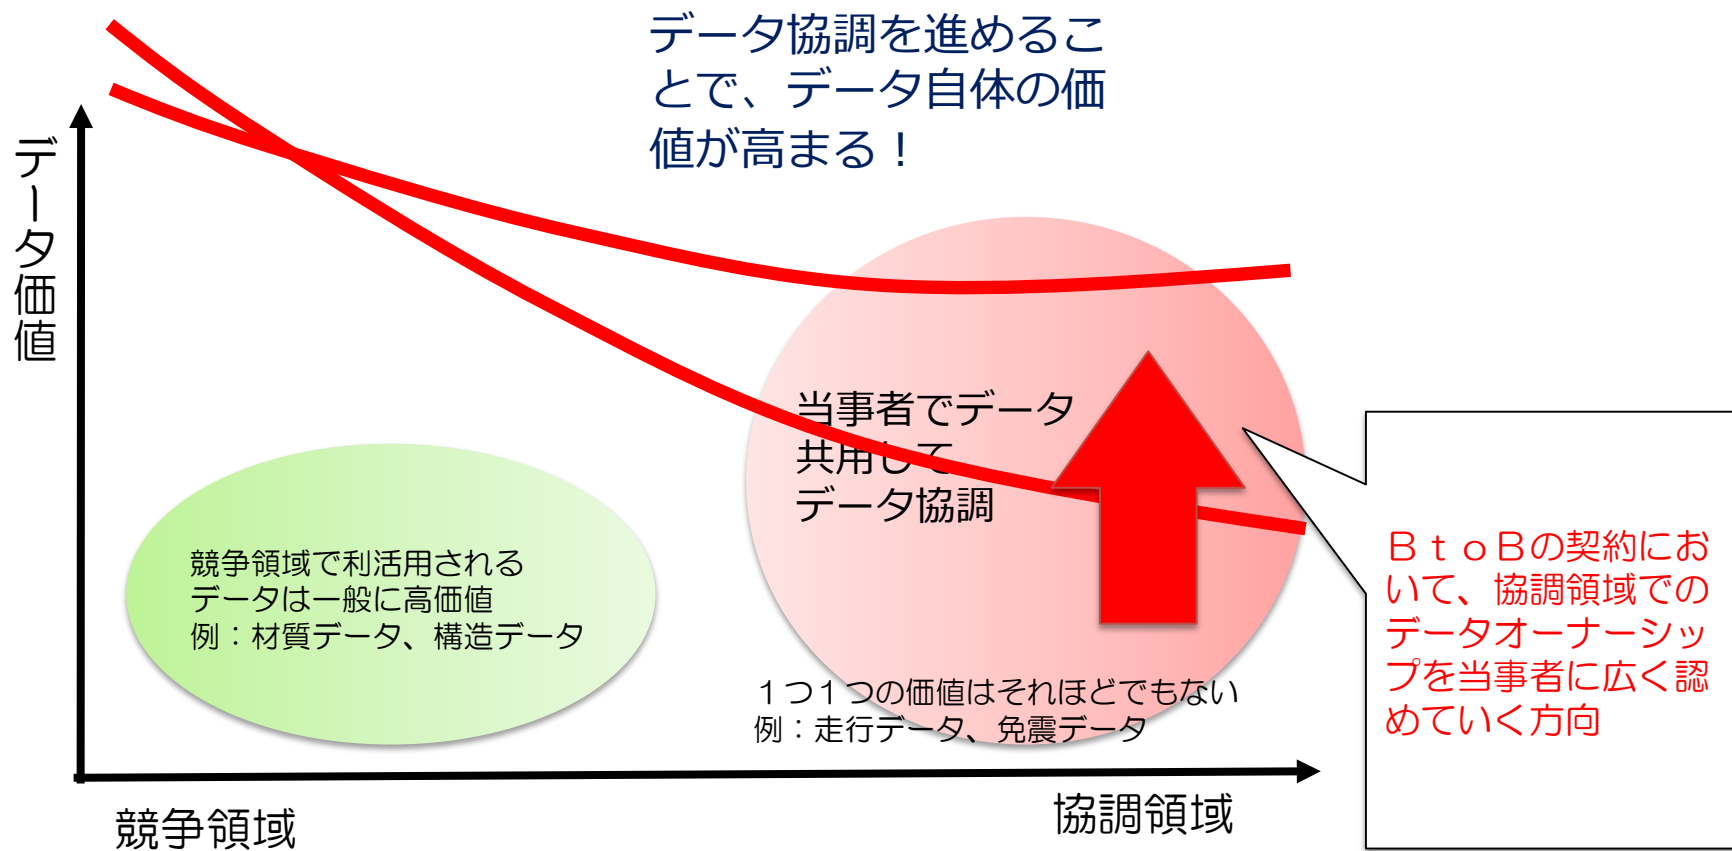 データ協調を進めるこ
とで、データ自体の価
値が高まる！
データ価値
当事者でデータ
共用して
データ協調
競争領域で利活用される
データは一般に高価値
例：材質データ、構造データ
１つ１つの価値はそれほどでもない
例：走行データ、免震データ
ＢｔｏＢの契約にお
いて、協調領域での
データオーナーシッ
プを当事者に広く認
めていく方向
競争領域
協調領域